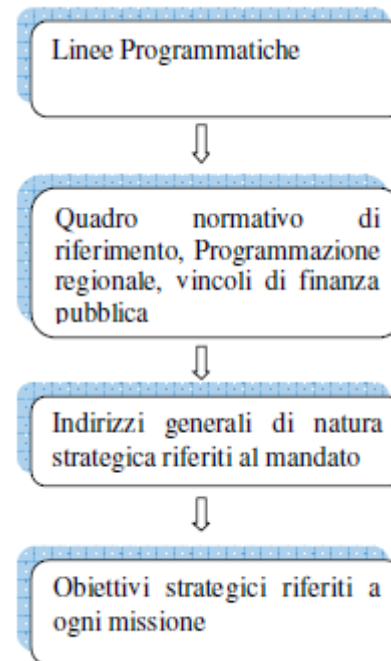 Linee Programmatiche
Quadro normativo di
riferimento, Programmazione
regionale, vincoli di finanza
pubblica
Indirizzi generali di natura
strategica riferiti al mandato
Obiettivi strategici riferiti a
ogni missione